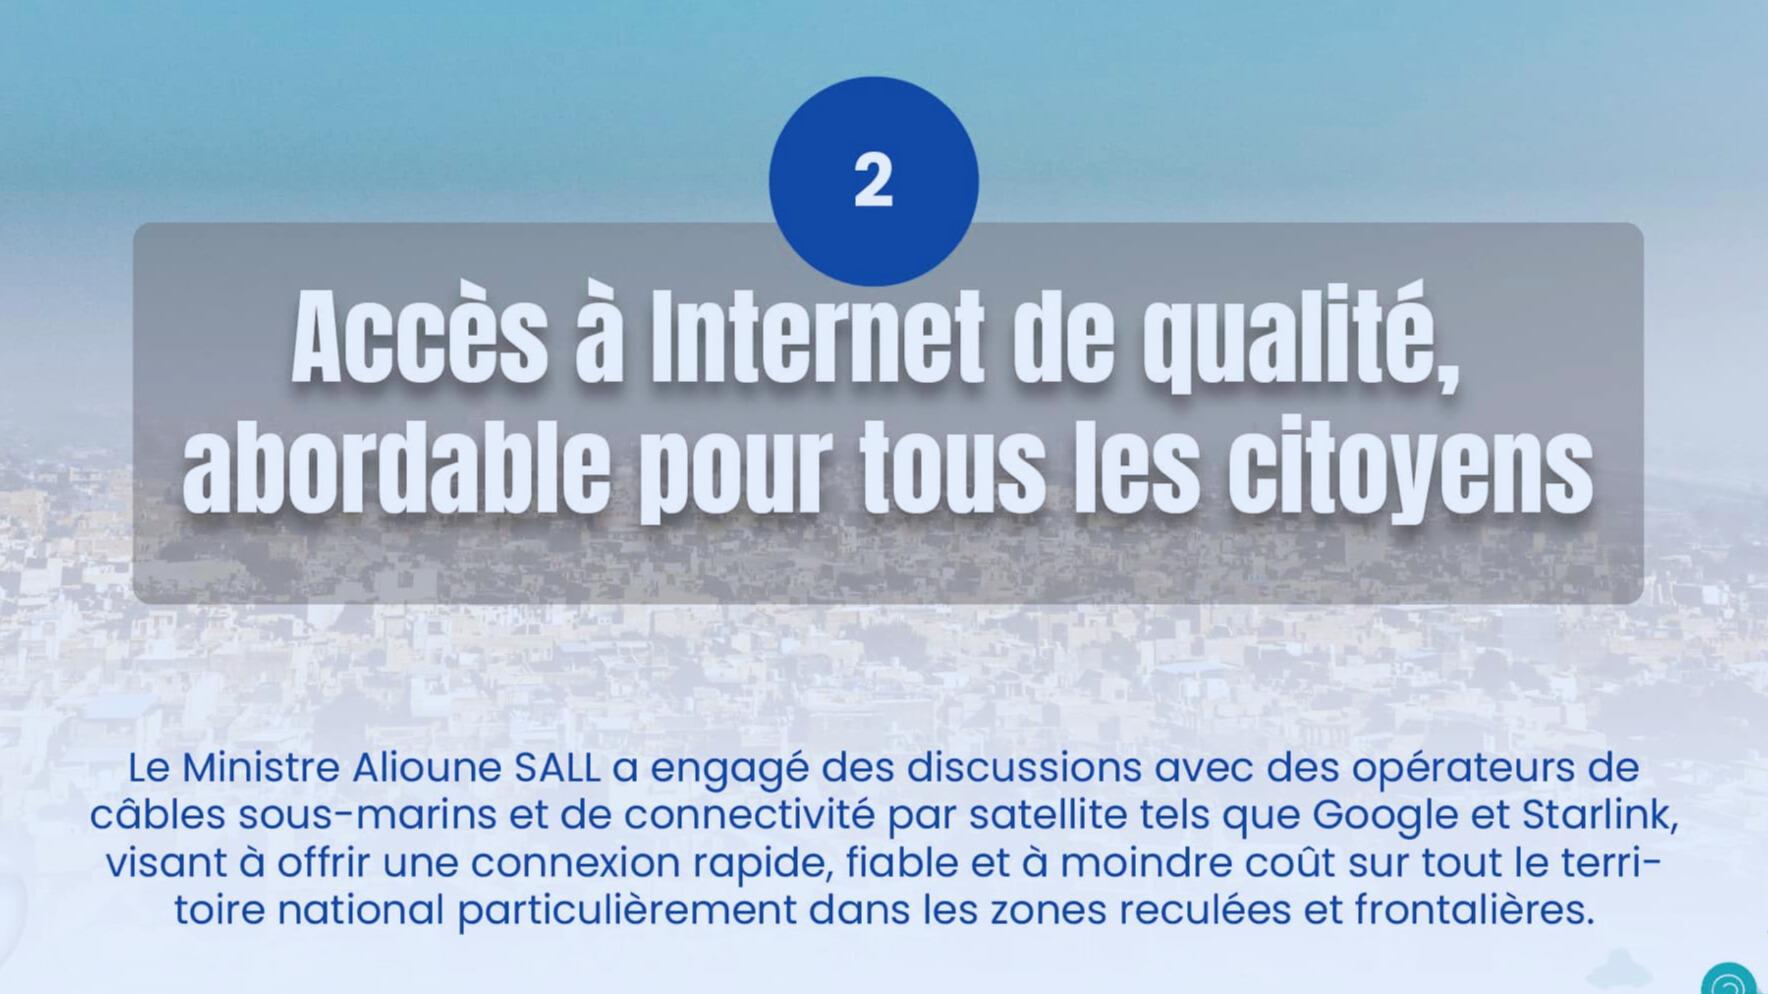 2
Accès à Internet de qualité,
abordable pour tous les citoyens
Le Ministre Alioune SALL a engagé des discussions avec des opérateurs de
câbles sous-marins et de connectivité par satellite tels que Google et Starlink,
visant à offrir une connexion rapide, fiable et à moindre coût sur tout le terri-
toire national particulièrement dans les zones reculées et frontalières.